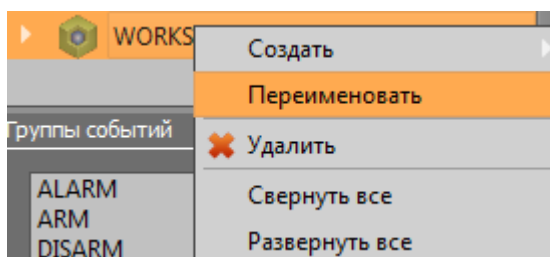 WORKS
Создать
Переименовать
Группы событий
Удалить
ALARM
Свернуть все
ARM
DISARM
Развернуть все